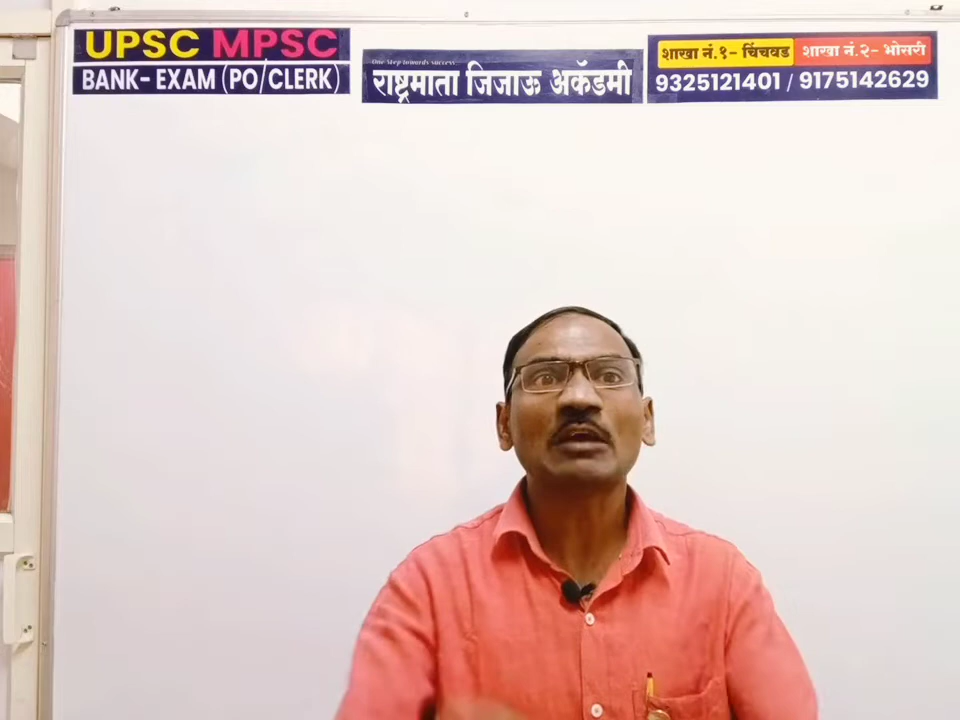 UPSC MPSC
BANK-EXAM (PO/CLERK)
One Step towards success...
राष्ट्रमाता जिजाऊ अकॅडमी
शाखा नं.१- चिंचवड शाखा नं.२- भोसरी
9325121401 / 9175142629